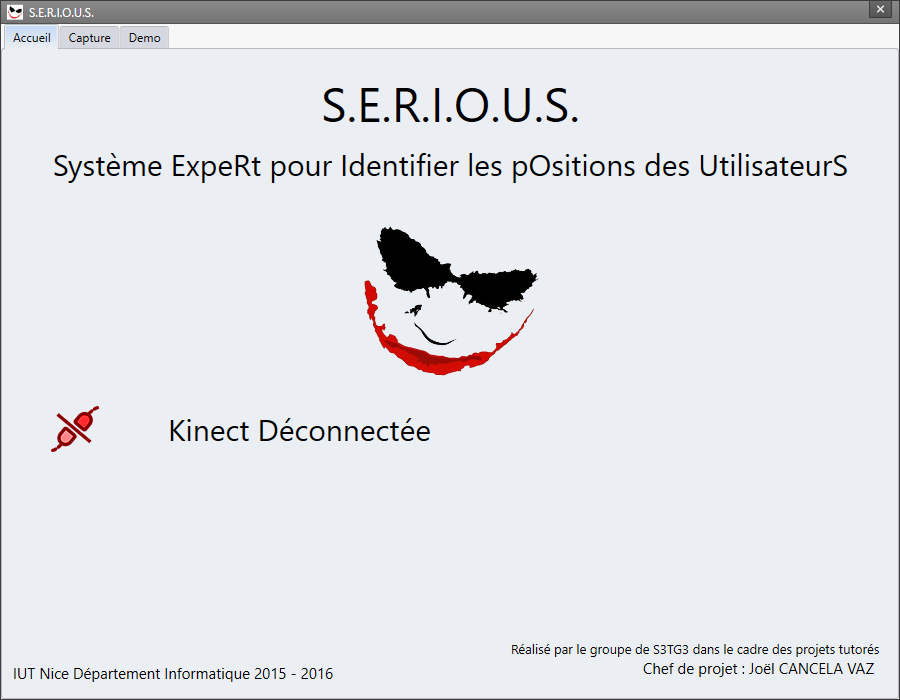 S.E.R.I.O.U.S.
Accueil Capture Demo
S.E.R.I.O.U.S.
Système ExpeRt pour Identifier les pOsitions des UtilisateurS
Kinect Déconnectée
Réalisé par le groupe de S3TG3 dans le cadre des projets tutorés
IUT Nice Département Informatique 2015 - 2016
Chef de projet : Joël CANCELA VAZ